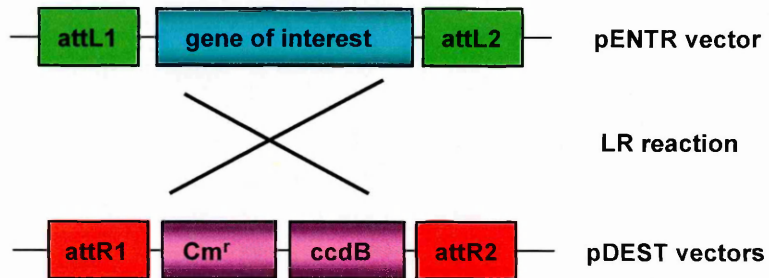 attL1 gene of interest attL2 pENTR vector
LR reaction
attR1 Cmʳ ccdB attR2 pDEST vectors